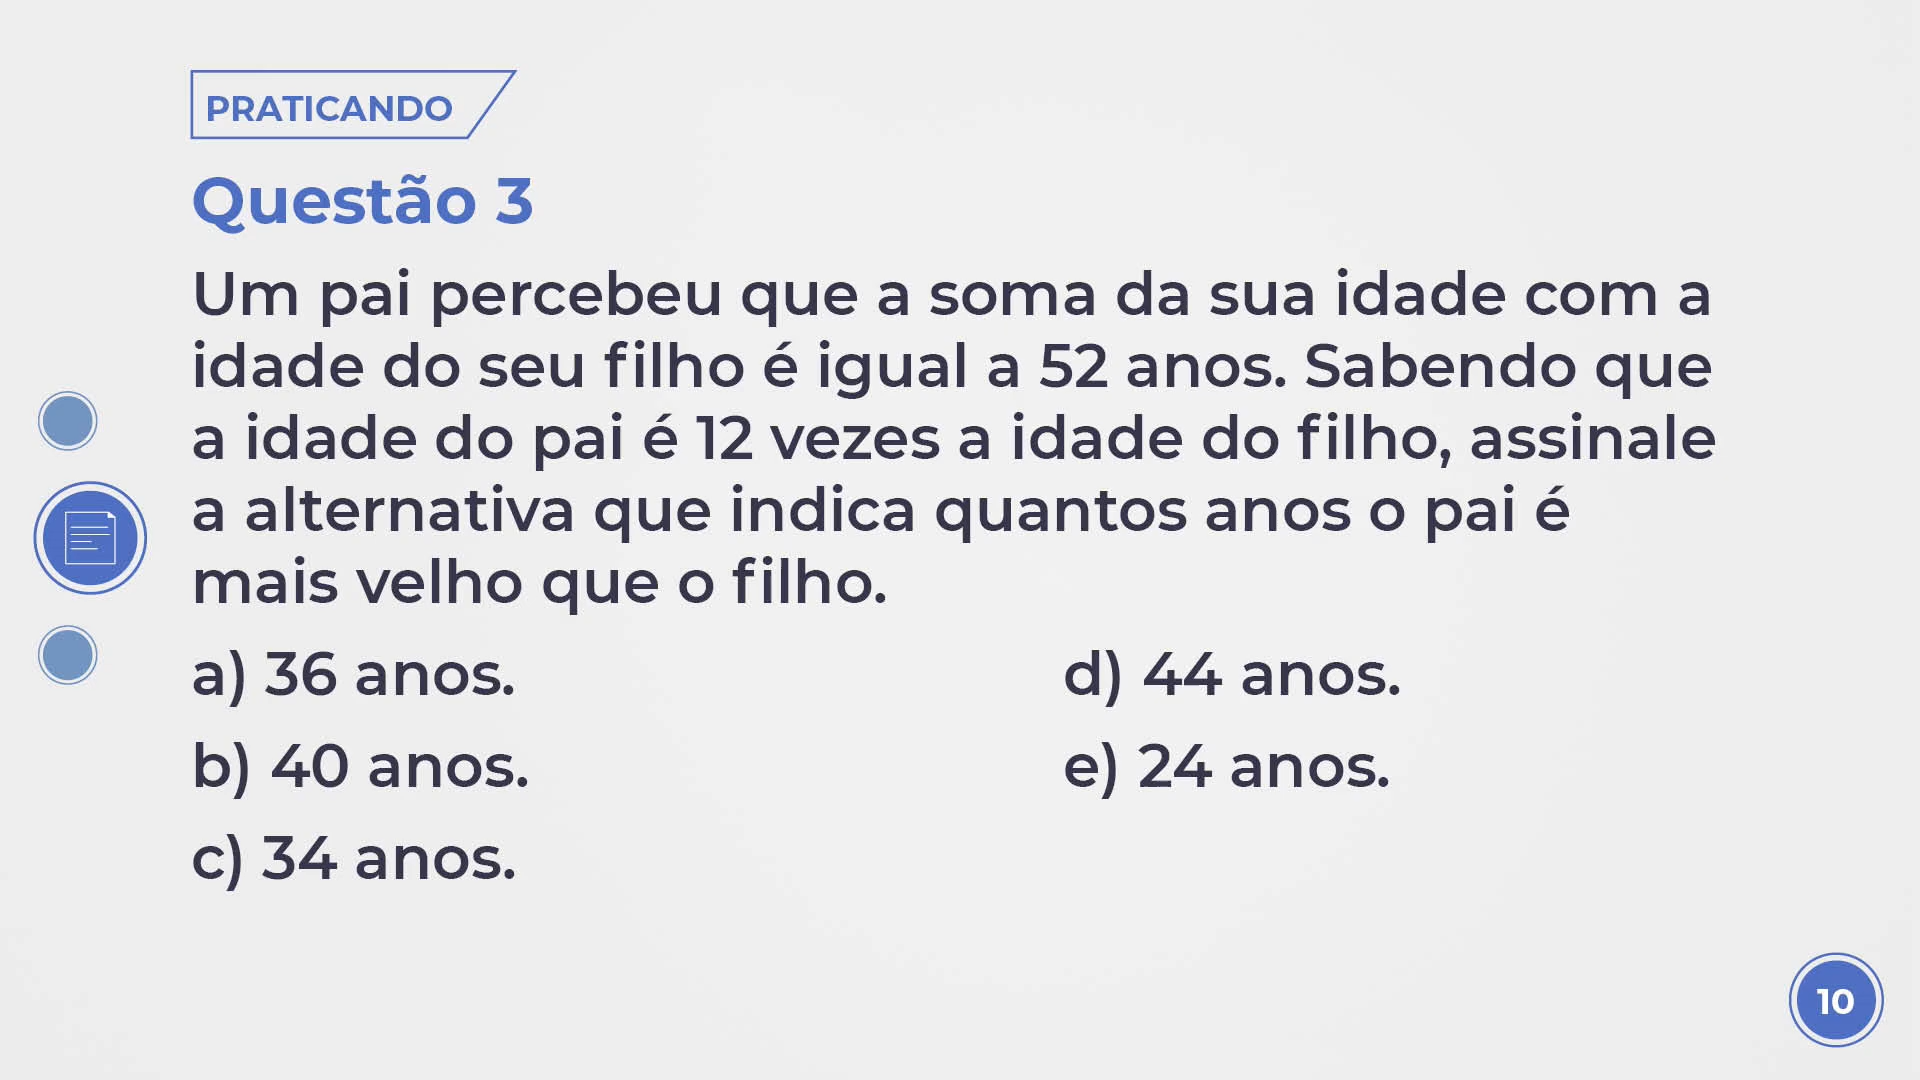 PRATICANDO
Questão 3
Um pai percebeu que a soma da sua idade com a
idade do seu filho é igual a 52 anos. Sabendo que
a idade do pai é 12 vezes a idade do filho, assinale
a alternativa que indica quantos anos o pai é
mais velho que o filho.
a) 36 anos.
b) 40 anos.
c) 34 anos.
d) 44 anos.
e) 24 anos.
10